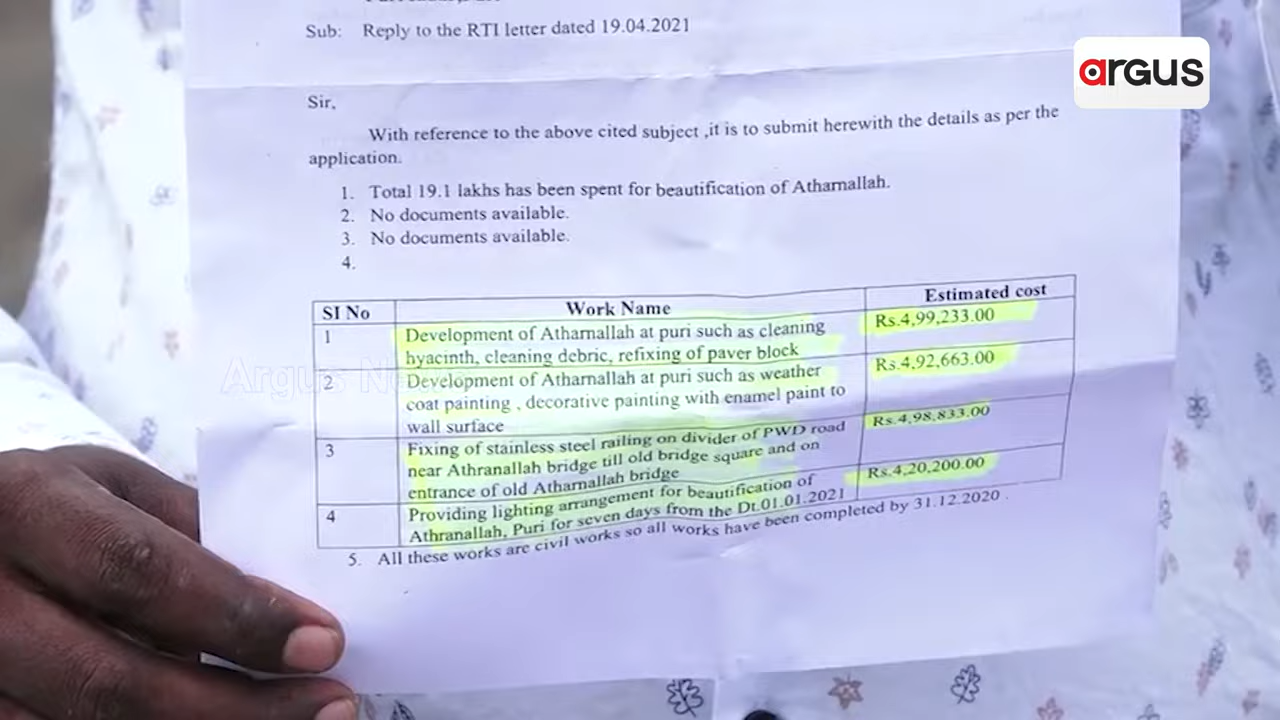 Sub: Reply to the RTI letter dated 19.04.2021
argus
Sir,
With reference to the above cited subject ,it is to submit herewith the details as per the
application.
1. Total 19.1 lakhs has been spent for beautification of Atharnallah.
2. No documents available.
3. No documents available.
4.
SI No Work Name Estimated cost
1 Development of Atharnallah at puri such as cleaning Rs.4,99,233.00
hyacinth, cleaning debric, refixing of paver block
2 Development of Atharnallah at puri such as weather Rs.4,92,663.00
coat painting , decorative painting with enamel paint to
wall surface
3 Fixing of stainless steel railing on divider of PWD road Rs.4,98,833.00
near Athranallah bridge till old bridge square and on
entrance of old Atharnallah bridge
4 Providing lighting arrangement for beautification of Rs.4,20,200.00
Athranallah, Puri for seven days from the Dt.01.01.2021
5. All these works are civil works so all works have been completed by 31.12.2020 .
Argus News